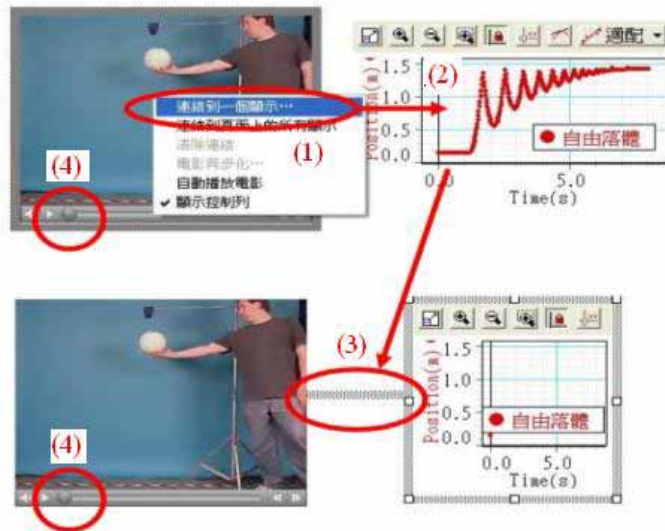 連結到一個顯示…
連結到頁面上的所有顯示
清除連結
電影同步化…
自動播放電影
✔ 顯示控制列
(1)
(4)
適配
(2)
Position(m)
1.5
1.0
0.5
0.0
自由落體
0.0
5.0
Time(s)
(3)
(4)
Position(m)
1.5
1.0
0.5
0.0
自由落體
0.0
5.0
Time(s)